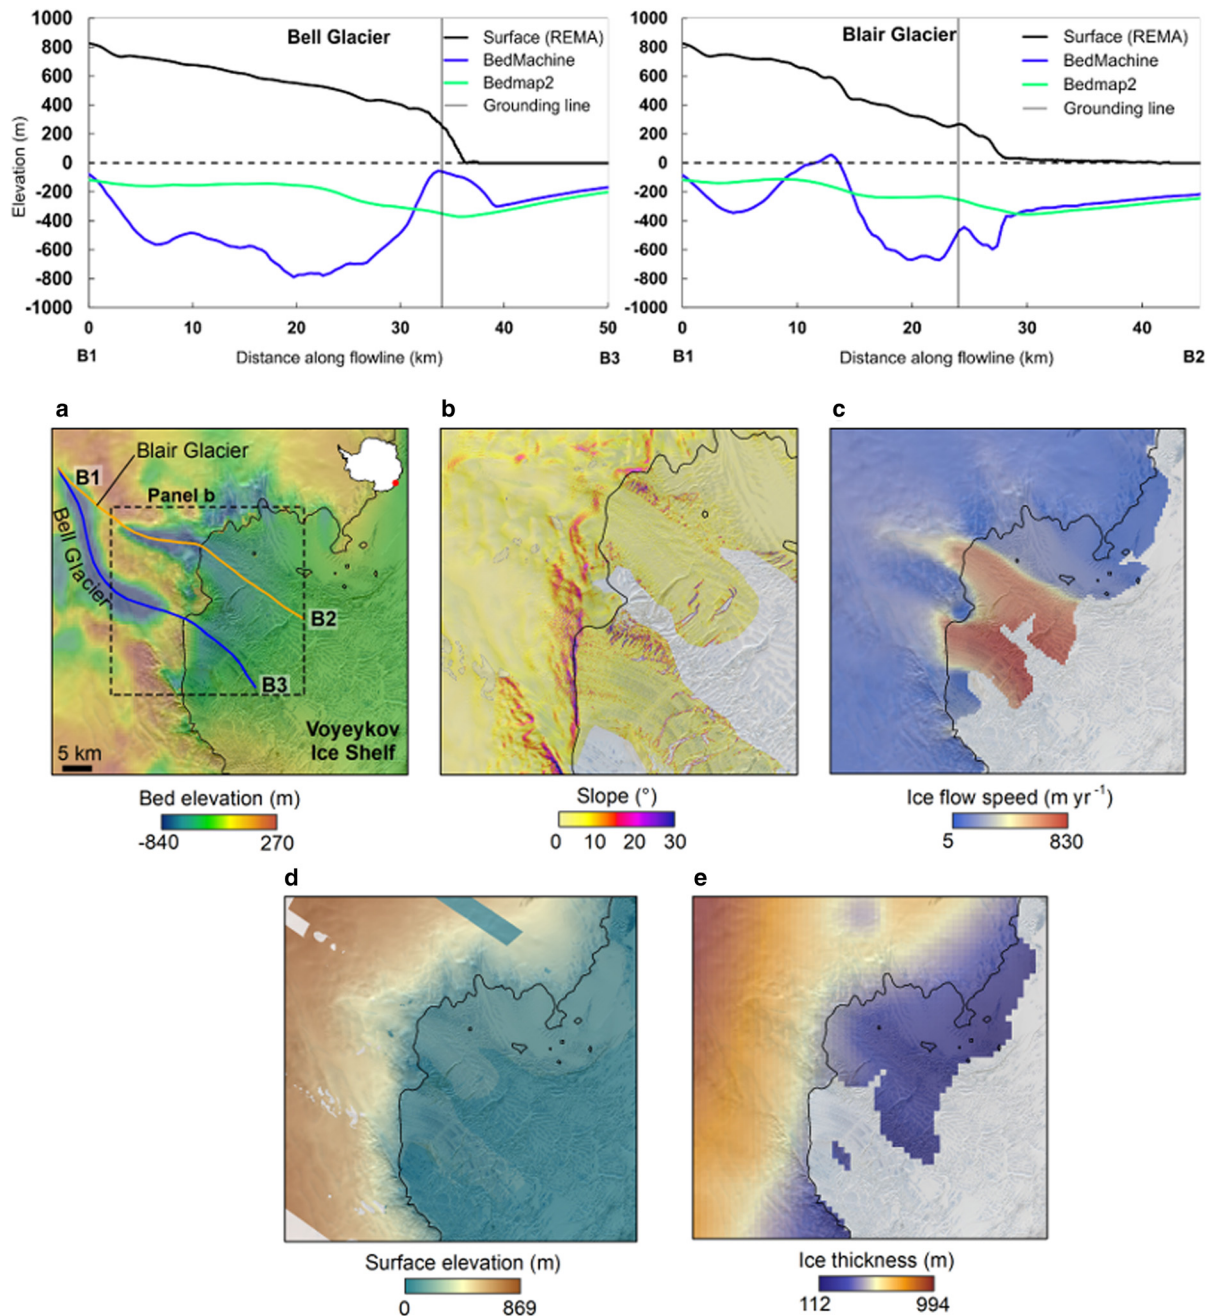 Bell Glacier
Surface (REMA)
BedMachine
Bedmap2
Grounding line
Elevation (m)
1000
800
600
400
200
0
-200
-400
-600
-800
-1000
0 10 20 30 40 50
B1 Distance along flowline (km) B3
Blair Glacier
Surface (REMA)
BedMachine
Bedmap2
Grounding line
1000
800
600
400
200
0
-200
-400
-600
-800
-1000
0 10 20 30 40
B1 Distance along flowline (km) B2
a
Blair Glacier
B1
Panel b
Bell Glacier
B2
B3
Voyeykov
Ice Shelf
5 km
Bed elevation (m)
-840 270
b
Slope (°)
0 10 20 30
c
Ice flow speed (m yr⁻¹)
5 830
d
Surface elevation (m)
0 869
e
Ice thickness (m)
112 994